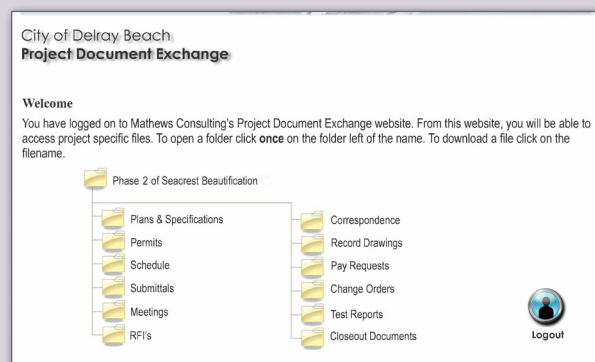 City of Delray Beach
Project Document Exchange
Welcome
You have logged on to Mathews Consulting's Project Document Exchange website. From this website, you will be able to
access project specific files. To open a folder click once on the folder left of the name. To download a file click on the
filename.
Phase 2 of Seacrest Beautification
Plans & Specifications
Permits
Schedule
Submittals
Meetings
RFI's
Correspondence
Record Drawings
Pay Requests
Change Orders
Test Reports
Closeout Documents
Logout